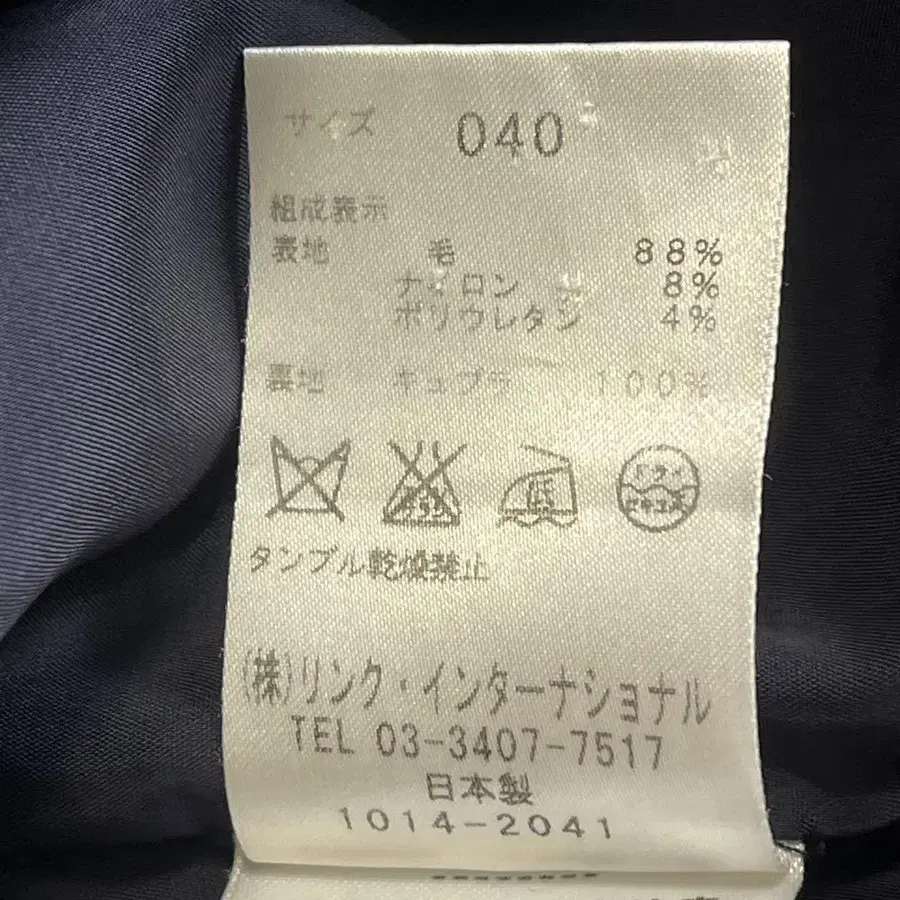 サイズ 040
組成表示
表地 毛 88%
ナイロン 8%
ポリウレタン 4%
裏地 キュプラ 100%
低
タンブル乾燥禁止
(株)リンク・インターナショナル
TEL 03-3407-7517
日本製
1014-2041